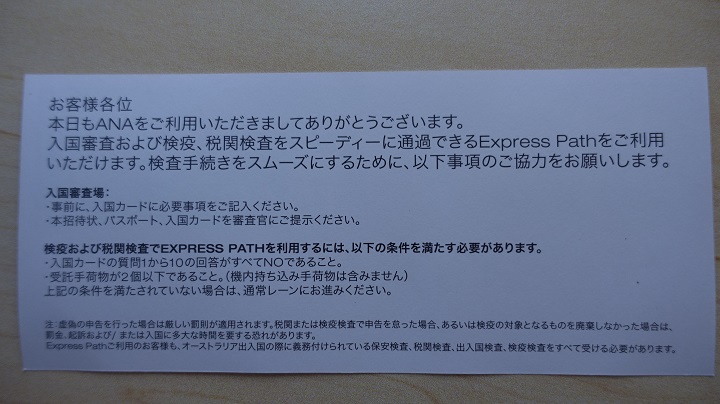 お客様各位
本日もANAをご利用いただきましてありがとうございます。
入国審査および検疫、税関検査をスピーディーに通過できるExpress Pathをご利用
いただけます。検査手続きをスムーズにするために、以下事項のご協力をお願いします。
入国審査場：
・事前に、入国カードに必要事項をご記入ください。
・本招待状、パスポート、入国カードを審査官にご提示ください。
検疫および税関検査でEXPRESS PATHを利用するには、以下の条件を満たす必要があります。
・入国カードの質問1から10の回答がすべてNOであること。
・受託手荷物が2個以下であること。（機内持ち込み手荷物は含みません）
上記の条件を満たされていない場合は、通常レーンにお進みください。
注：虚偽の申告を行った場合は厳しい罰則が適用されます。税関または検疫検査で申告を怠った場合、あるいは検疫の対象となるものを廃棄しなかった場合は、
罰金、起訴および/または入国に多大な時間を要する恐れがあります。
Express Pathご利用のお客様も、オーストラリア出入国の際に義務付けられている保安検査、税関検査、出入国検査、検疫検査をすべて受ける必要があります。